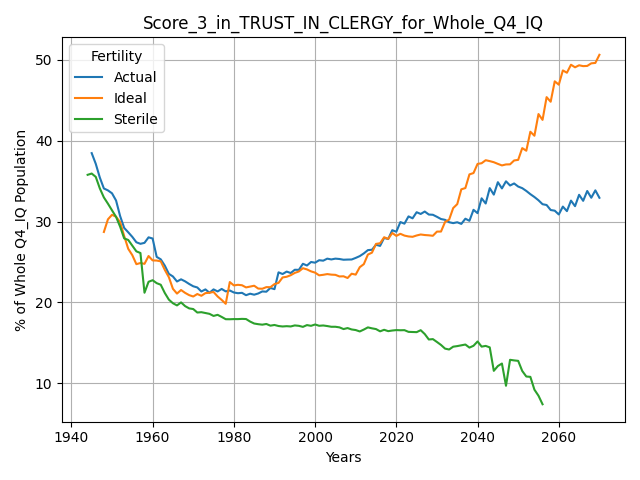 Score_3_in_TRUST_IN_CLERGY_for_Whole_Q4_IQ
Fertility
Actual
Ideal
Sterile
% of Whole Q4_IQ Population
50
40
30
20
10
1940 1960 1980 2000 2020 2040 2060
Years